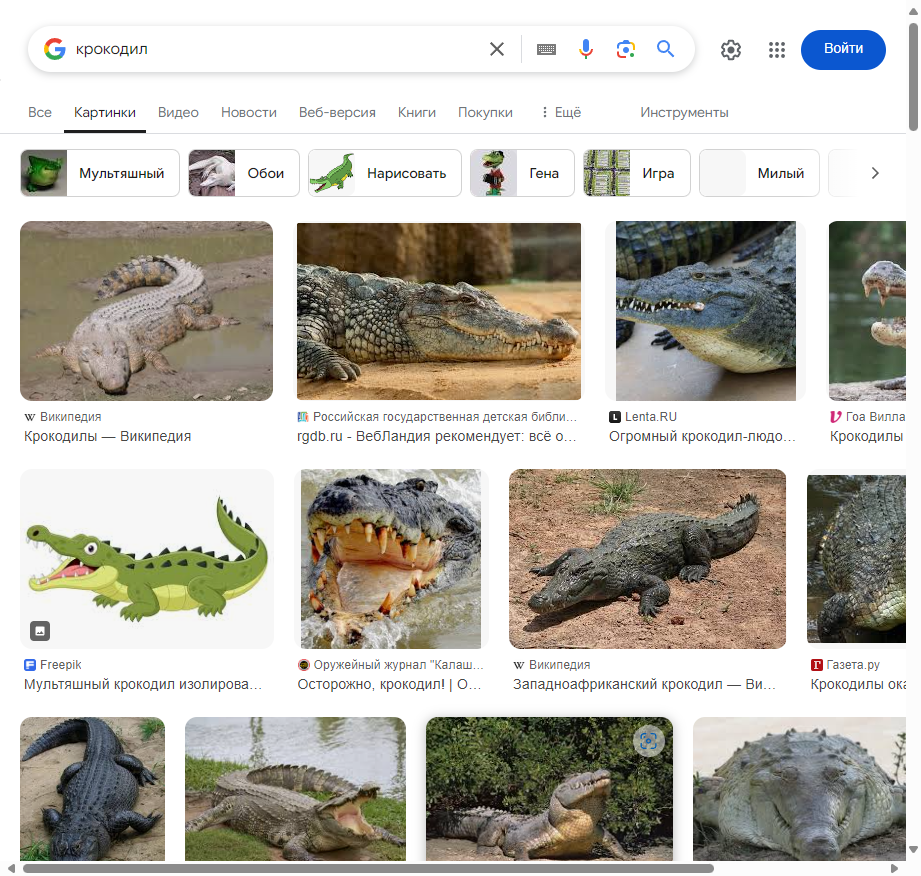 крокодил
Войти
Все Картинки Видео Новости Веб-версия Книги Покупки Ещё Инструменты
Мультяшный Обои Нарисовать Гена Игра Милый
W Википедия
Крокодилы — Википедия
Российская государственная детская библи...
rgdb.ru - ВебЛандия рекомендует: всё о...
L Lenta.RU
Огромный крокодил-людо...
Гоа Вилла
Крокодилы
Freepik
Мультяшный крокодил изолирова...
Оружейный журнал "Калаш...
Осторожно, крокодил! | О...
W Википедия
Западноафриканский крокодил — Ви...
Г Газета.ру
Крокодилы ока